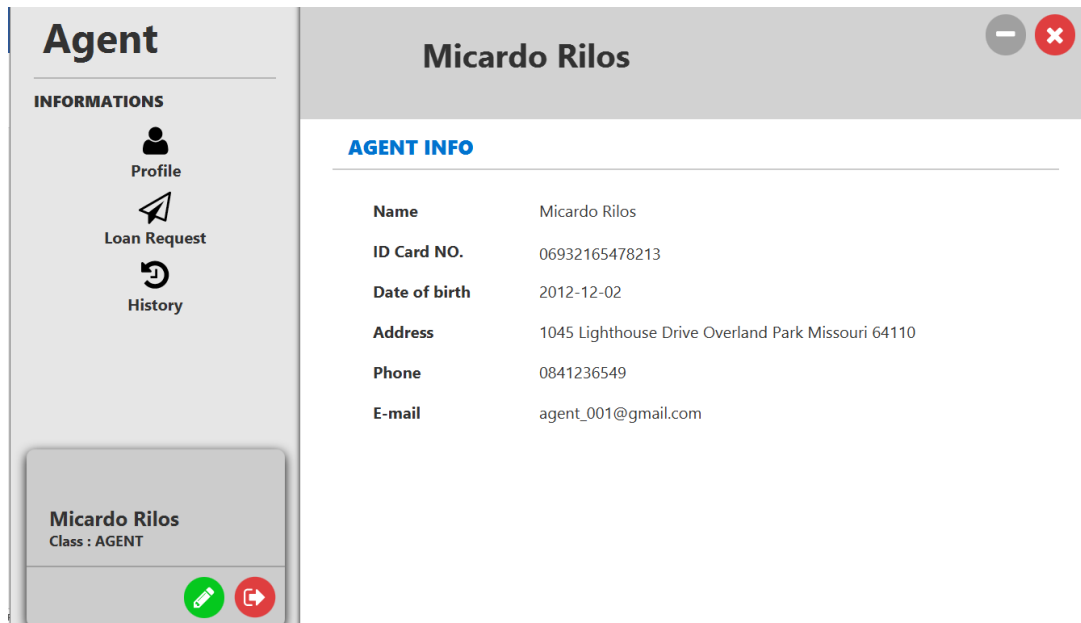 Agent
INFORMATIONS
Profile
Loan Request
History
Micardo Rilos
Class : AGENT
Micardo Rilos
AGENT INFO
Name Micardo Rilos
ID Card NO. 06932165478213
Date of birth 2012-12-02
Address 1045 Lighthouse Drive Overland Park Missouri 64110
Phone 0841236549
E-mail agent_001@gmail.com